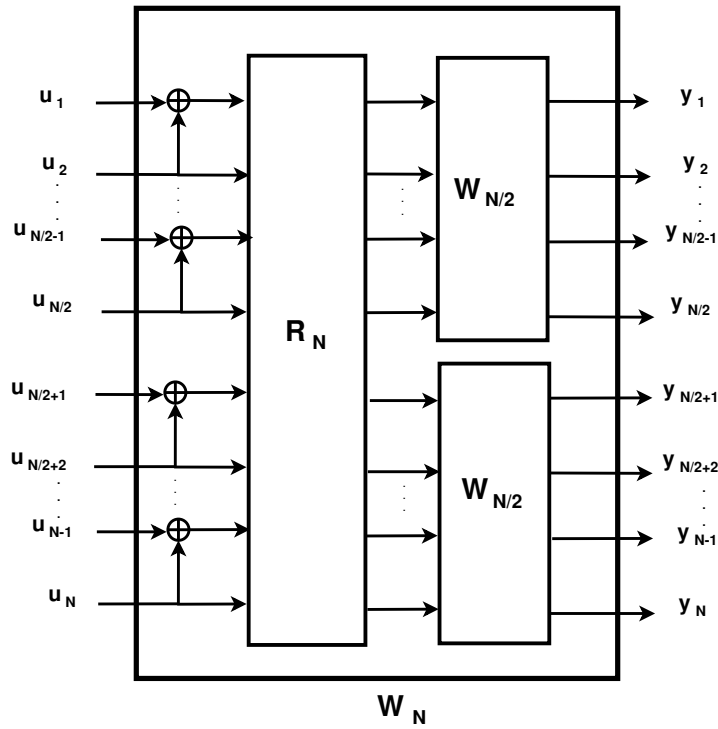 u 1
u 2
u N/2-1
u N/2
u N/2+1
u N/2+2
u N-1
u N
R N
W N/2
W N/2
y 1
y 2
y N/2-1
y N/2
y N/2+1
y N/2+2
y N-1
y N
W N